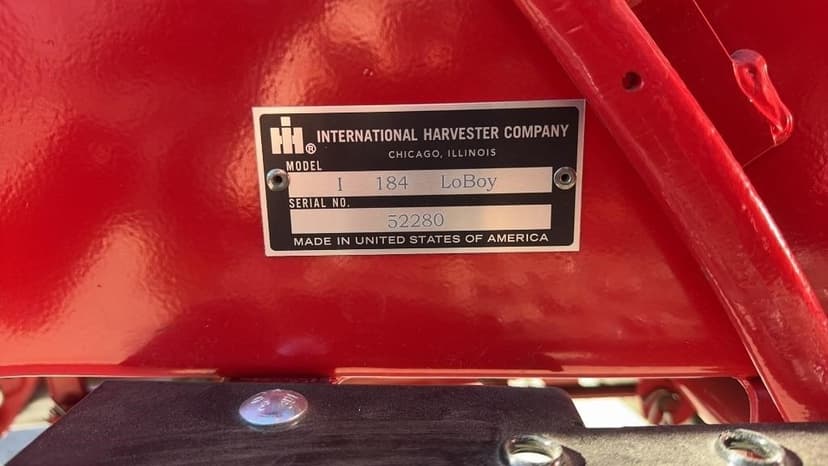 IH® INTERNATIONAL HARVESTER COMPANY
CHICAGO, ILLINOIS
MODEL
I 184 LoBoy
SERIAL NO.
52280
MADE IN UNITED STATES OF AMERICA